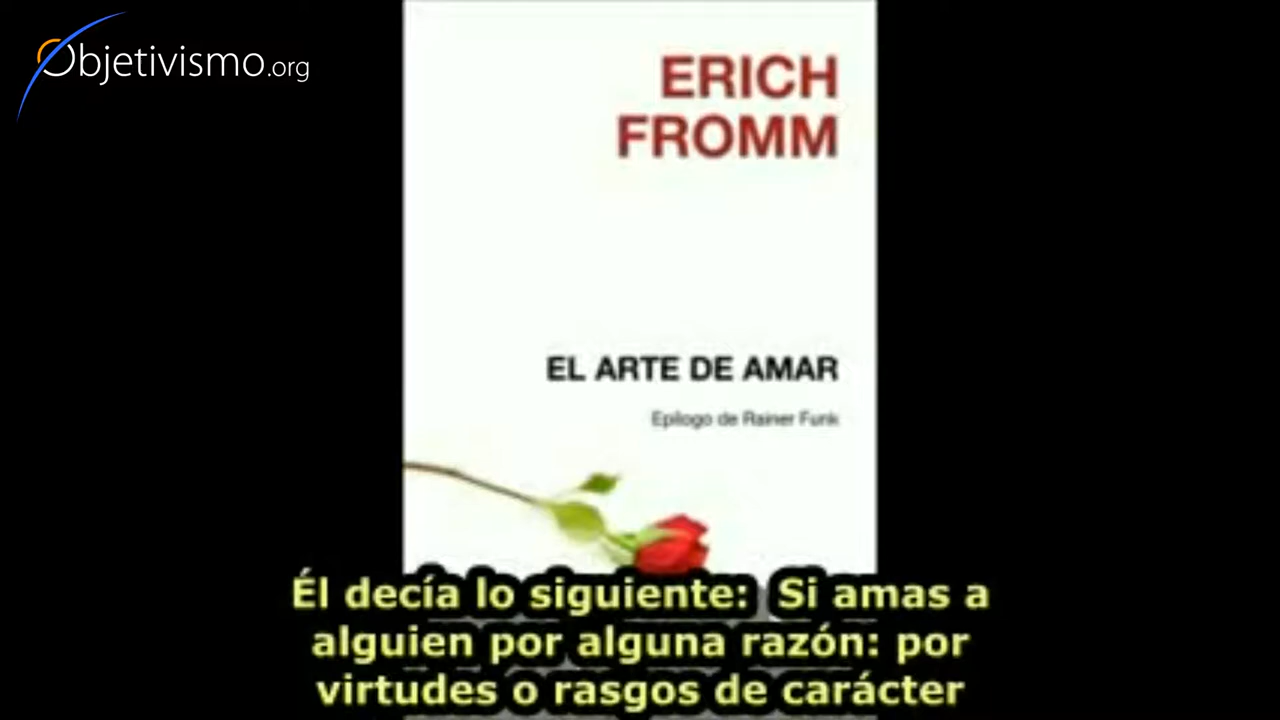 Objetivismo.org
ERICH
FROMM
EL ARTE DE AMAR
Epílogo de Rainer Funk
Él decía lo siguiente: Si amas a
alguien por alguna razón: por
virtudes o rasgos de carácter